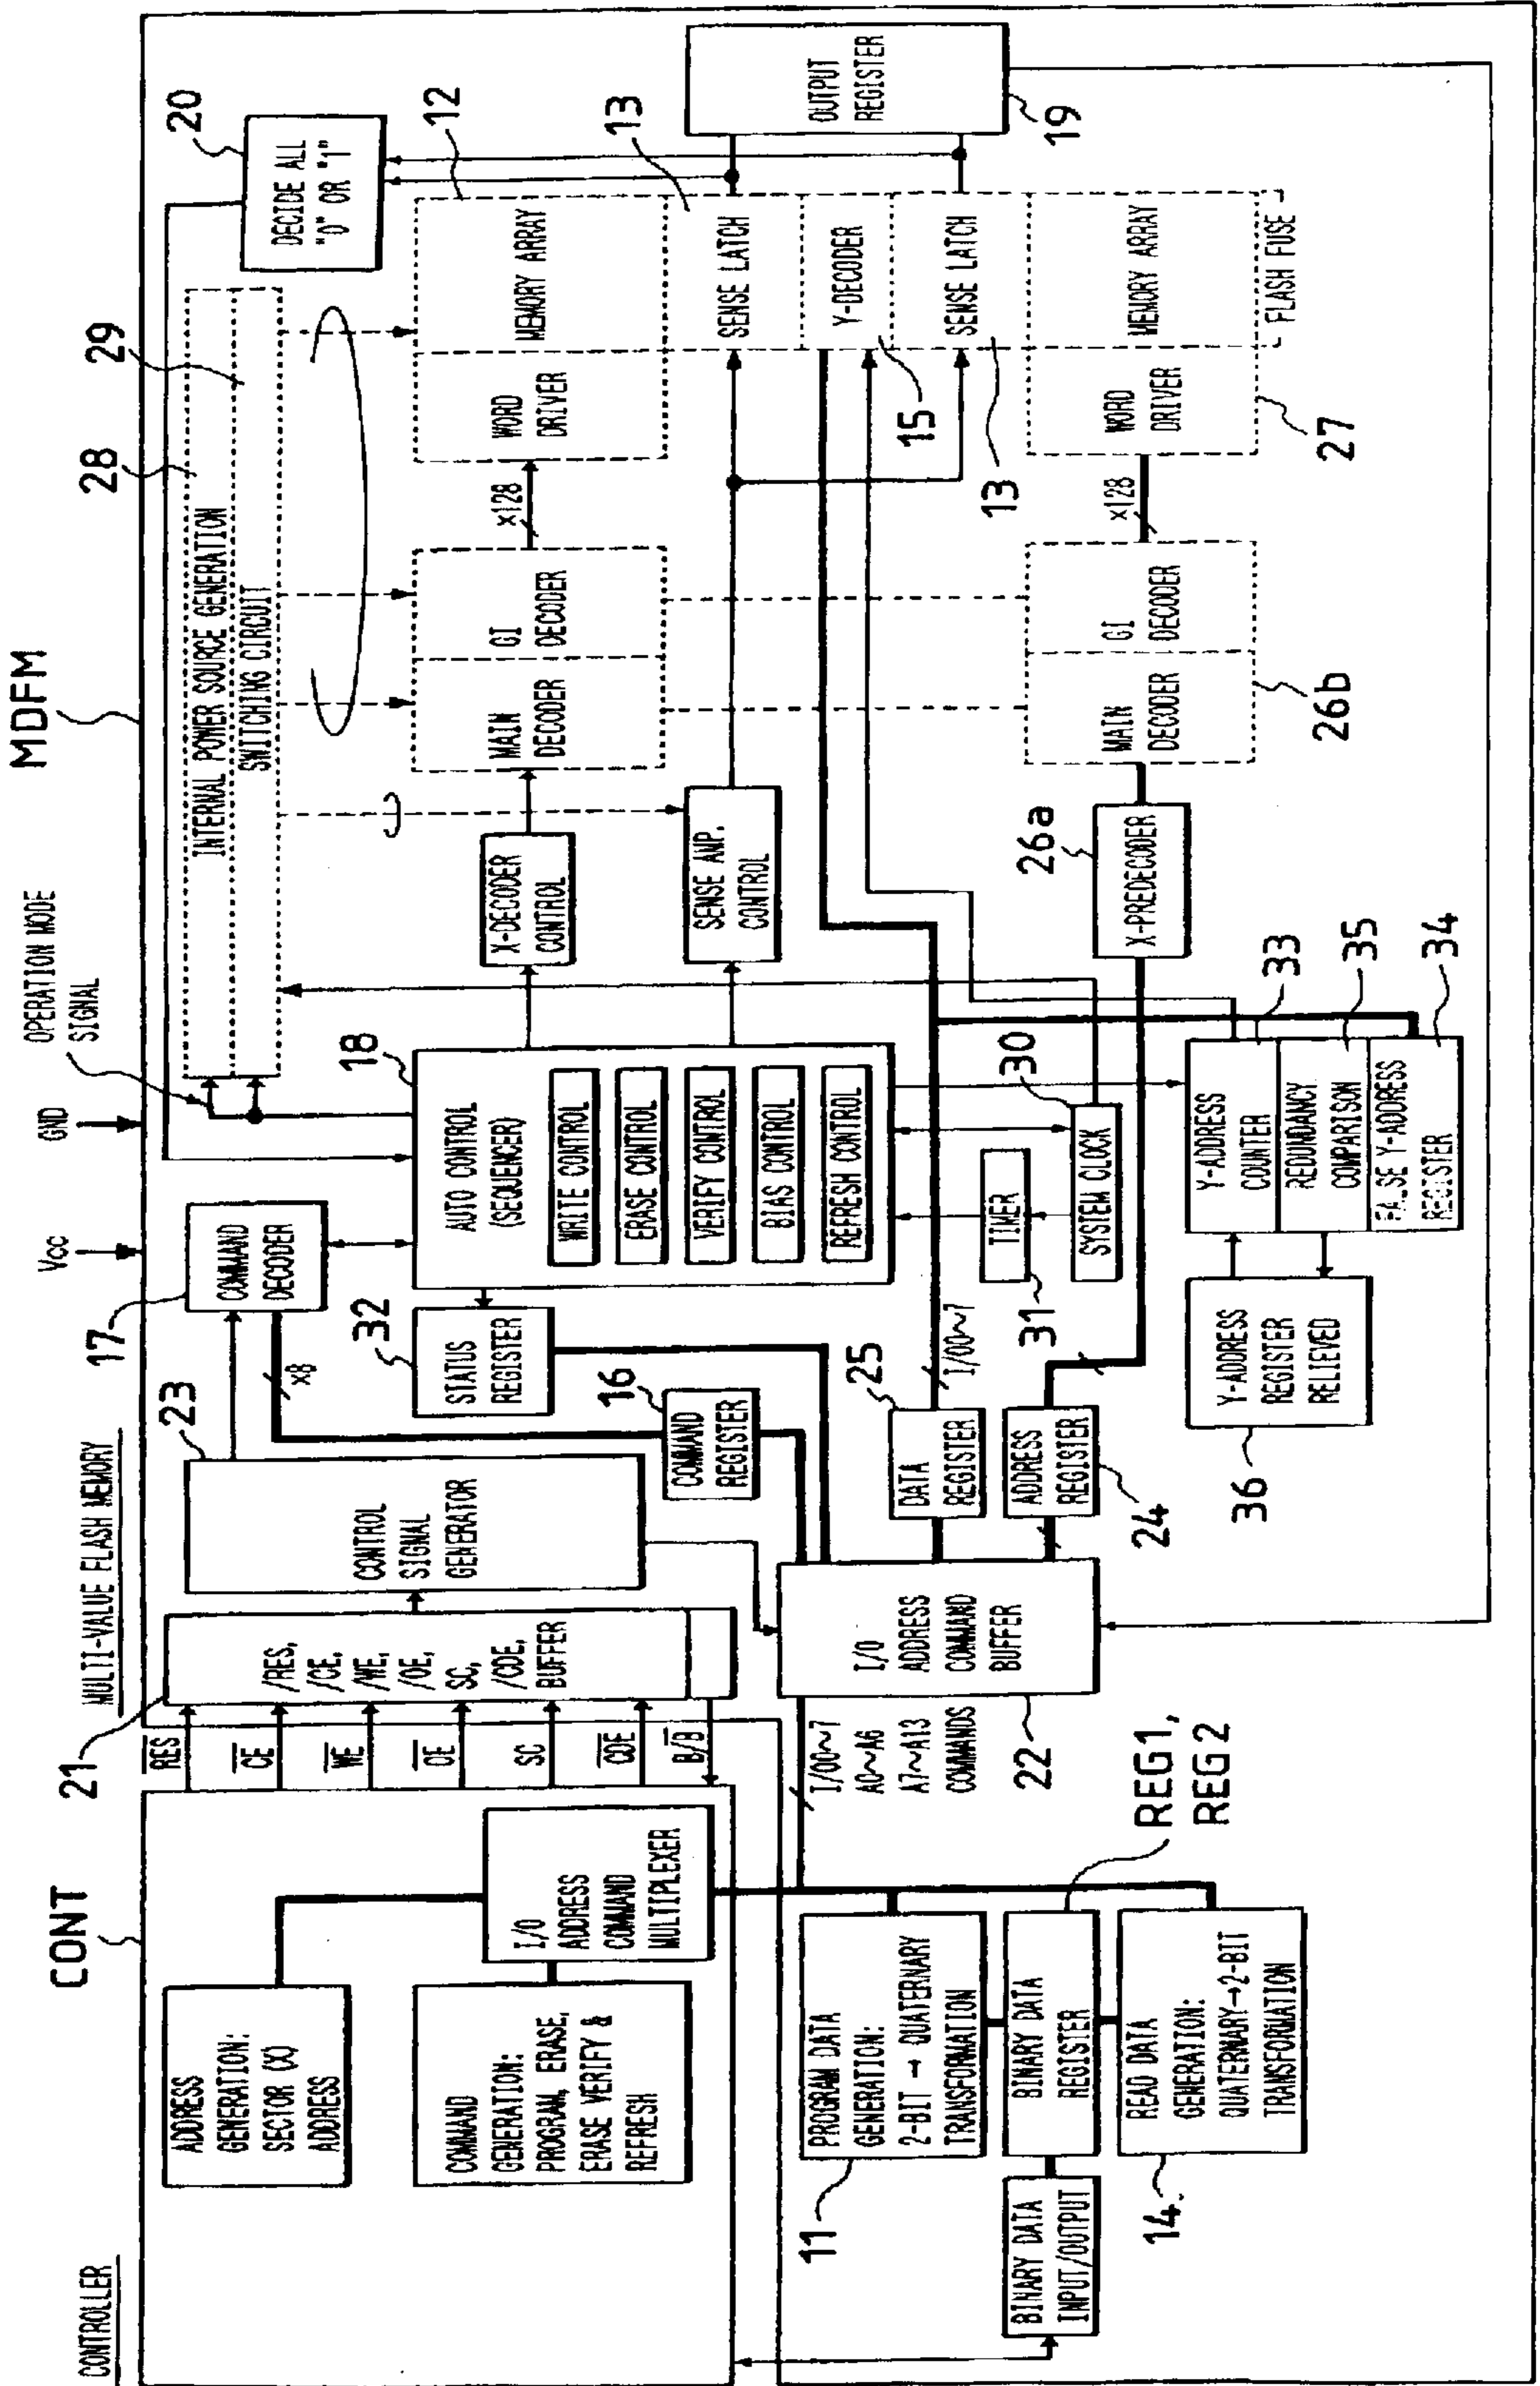 CONTROLLER
CONT
ADDRESS
GENERATION:
SECTOR (X)
ADDRESS
COMMAND
GENERATION:
PROGRAM, ERASE,
ERASE VERIFY &
REFRESH
I/O
ADDRESS
COMMAND
MULTIPLEXER
RES
CE
WE
OE
SC
CDE
B/B
I/O0~7
A0~A6
A7~A13
COMMANDS
11
PROGRAM DATA
GENERATION:
2-BIT → QUATERNARY
TRANSFORMATION
BINARY DATA
REGISTER
REG1,
REG2
BINARY DATA
INPUT/OUTPUT
READ DATA
GENERATION:
QUATERNARY→2-BIT
TRANSFORMATION
14
MULTI-VALUE FLASH MEMORY
MDFM
21
/RES,
/CE,
/WE,
/OE,
SC,
/CDE,
BUFFER
I/O
ADDRESS
COMMAND
BUFFER
22
23
CONTROL
SIGNAL
GENERATOR
Vcc
GND
OPERATION MODE
SIGNAL
17
COMMAND
DECODER
x8
32
STATUS
REGISTER
16
COMMAND
REGISTER
25
DATA
REGISTER
I/O0~7
ADDRESS
REGISTER
24
18
AUTO CONTROL
(SEQUENCER)
WRITE CONTROL
ERASE CONTROL
VERIFY CONTROL
BIAS CONTROL
REFRESH CONTROL
TIMER
31
30
SYSTEM CLOCK
Y-ADDRESS
REGISTER
RELIEVED
36
Y-ADDRESS
COUNTER
33
REDUNDANCY
COMPARISON
35
FALSE Y-ADDRESS
REGISTER
34
28
INTERNAL POWER SOURCE GENERATION
29
SWITCHING CIRCUIT
X-DECODER
CONTROL
SENSE AMP.
CONTROL
26a
X-PREDECODER
MAIN
DECODER
GI
DECODER
x128
WORD
DRIVER
MEMORY ARRAY
12
13
SENSE LATCH
Y-DECODER
15
SENSE LATCH
13
MAIN
DECODER
GI
DECODER
26b
x128
WORD
DRIVER
27
MEMORY ARRAY
FLASH FUSE
20
DECIDE ALL
"0" OR "1"
OUTPUT
REGISTER
19